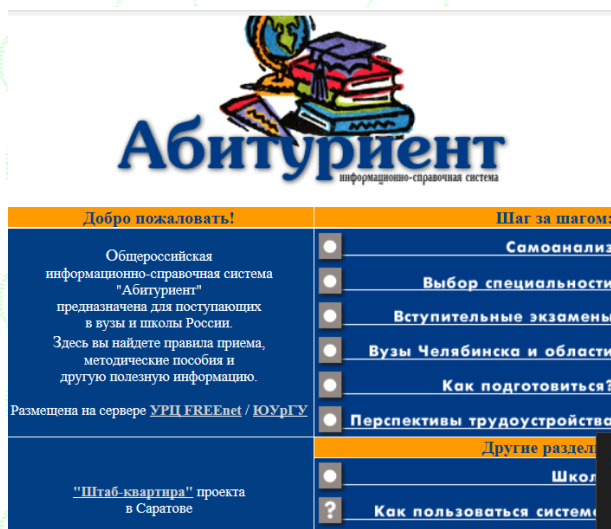 Абитуриент
информационно-справочная система
Добро пожаловать!
Общероссийская
информационно-справочная система
"Абитуриент"
предназначена для поступающих
в вузы и школы России.
Здесь вы найдете правила приема,
методические пособия и
другую полезную информацию.
Размещена на сервере УРЦ FREEnet / ЮУрГУ
"Штаб-квартира" проекта
в Саратове
Шаг за шагом:
Самоанализ
Выбор специальности
Вступительные экзамены
Вузы Челябинска и области
Как подготовиться?
Перспективы трудоустройства
Другие
Как пользоваться